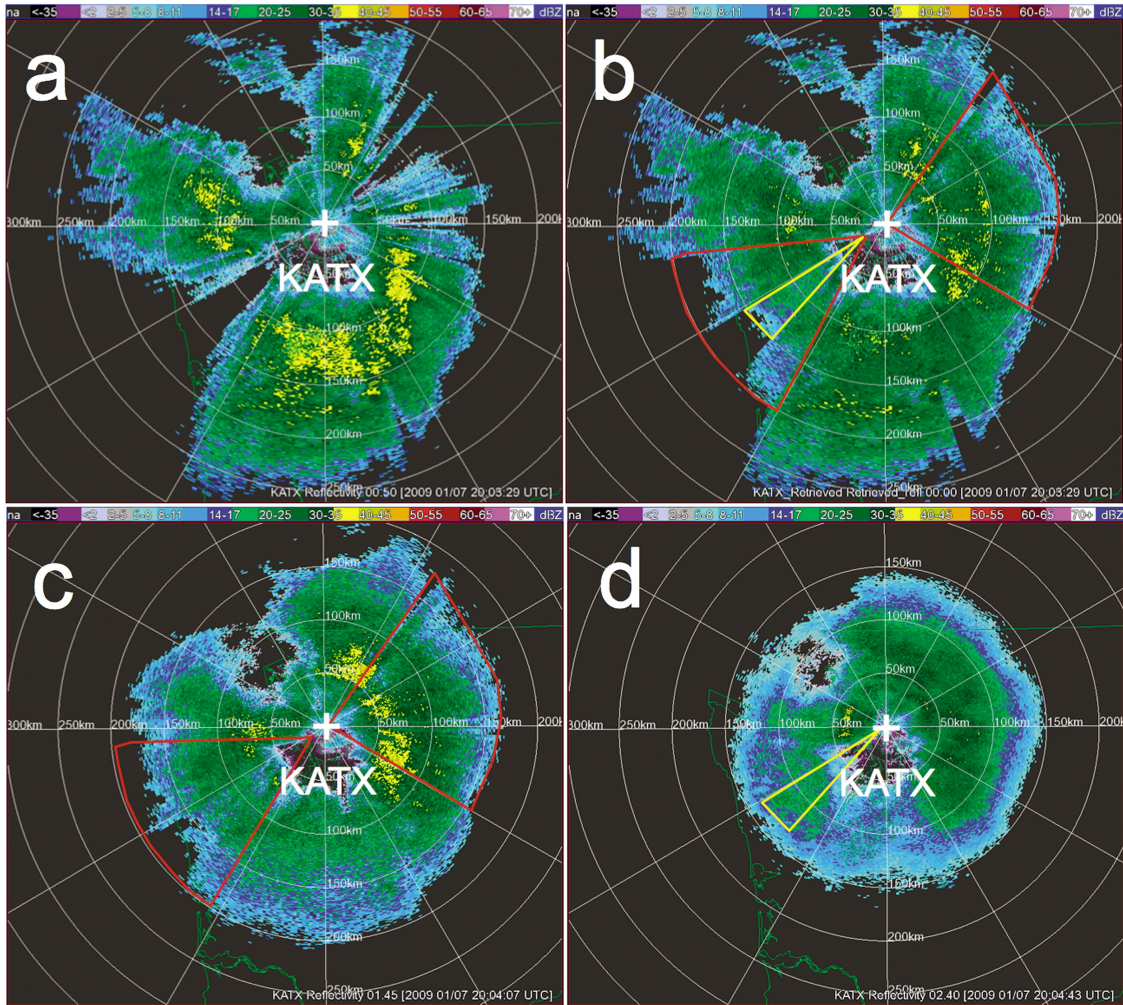 na <-35 <2 2-5 5-8 8-11 14-17 20-25 30-35 40-45 50-55 60-65 70+ dBZ
a
150km
100km
50km
300km 200km 150km 100km 50km 50km 100km 150km 200k
KATX
100km
150km
200km
250km
KATX Reflectivity 00.50 [2009 01/07 20:03:29 UTC]
na <-35 <2 2-5 5-8 8-11 14-17 20-25 30-35 40-45 50-55 60-65 70+ dBZ
b
150km
100km
50km
300km 200km 150km 100km 50km 50km 100km 150km 200k
KATX
100km
150km
200km
250km
KATX_Retrieved Retrieved_refl 00.00 [2009 01/07 20:03:29 UTC]
na <-35 <2 2-5 5-8 8-11 14-17 20-25 30-35 40-45 50-55 60-65 70+ dBZ
c
150km
100km
50km
300km 200km 150km 100km 50km 50km 100km 150km 200k
KATX
50km
100km
150km
200km
250km
KATX Reflectivity 01.45 [2009 01/07 20:04:07 UTC]
na <-35 <2 2-5 5-8 8-11 14-17 20-25 30-35 40-45 50-55 60-65 70+ dBZ
d
150km
100km
50km
300km 200km 150km 100km 50km 50km 100km 150km 200k
KATX
50km
100km
150km
200km
250km
KATX Reflectivity 02.40 [2009 01/07 20:04:43 UTC]